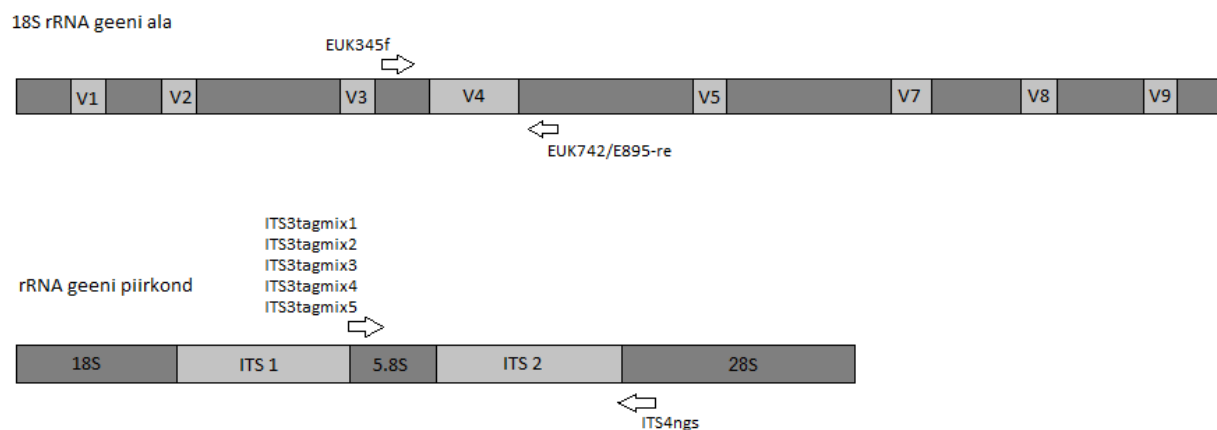 18S rRNA geeni ala
EUK345f
V1 V2 V3 V4 V5 V7 V8 V9
EUK742/E895-re
ITS3tagmix1
ITS3tagmix2
ITS3tagmix3
ITS3tagmix4
ITS3tagmix5
rRNA geeni piirkond
18S ITS 1 5.8S ITS 2 28S
ITS4ngs